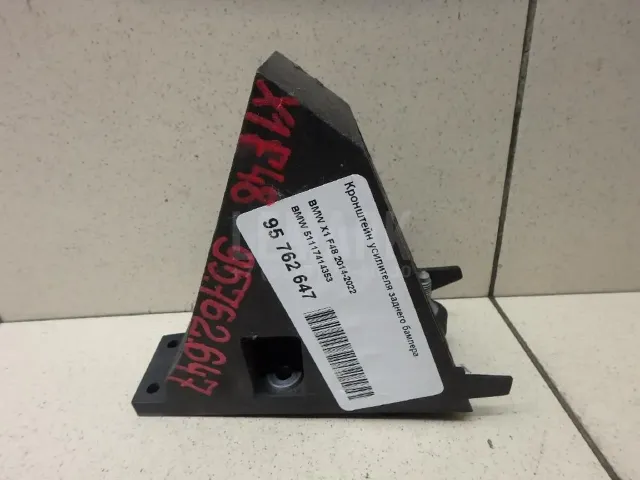 X1 F48 95762647
Кронштейн усилителя заднего бампера
BMW X1 F48 2014-2022
BMW 51117414353
95 762 647